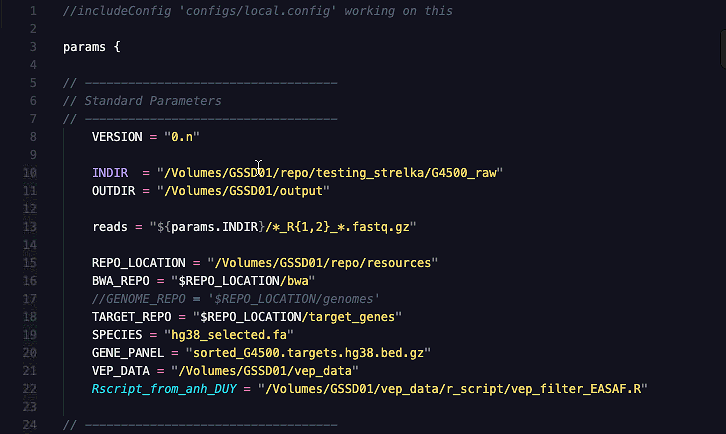 1 //includeConfig 'configs/local.config' working on this
2
3 params {
4
5 // ----------------------------------
6 // Standard Parameters
7 // ----------------------------------
8 VERSION = "0.n"
9
10 INDIR = "/Volumes/GSSD01/repo/testing_strelka/G4500_raw"
11 OUTDIR = "/Volumes/GSSD01/output"
12
13 reads = "${params.INDIR}/*_R{1,2}_*.fastq.gz"
14
15 REPO_LOCATION = "/Volumes/GSSD01/repo/resources"
16 BWA_REPO = "$REPO_LOCATION/bwa"
17 //GENOME_REPO = '$REPO_LOCATION/genomes'
18 TARGET_REPO = "$REPO_LOCATION/target_genes"
19 SPECIES = "hg38_selected.fa"
20 GENE_PANEL = "sorted_G4500.targets.hg38.bed.gz"
21 VEP_DATA = "/Volumes/GSSD01/vep_data"
22 Rscript_from_anh_DUY = "/Volumes/GSSD01/vep_data/r_script/vep_filter_EASAF.R"
23
24 // ----------------------------------